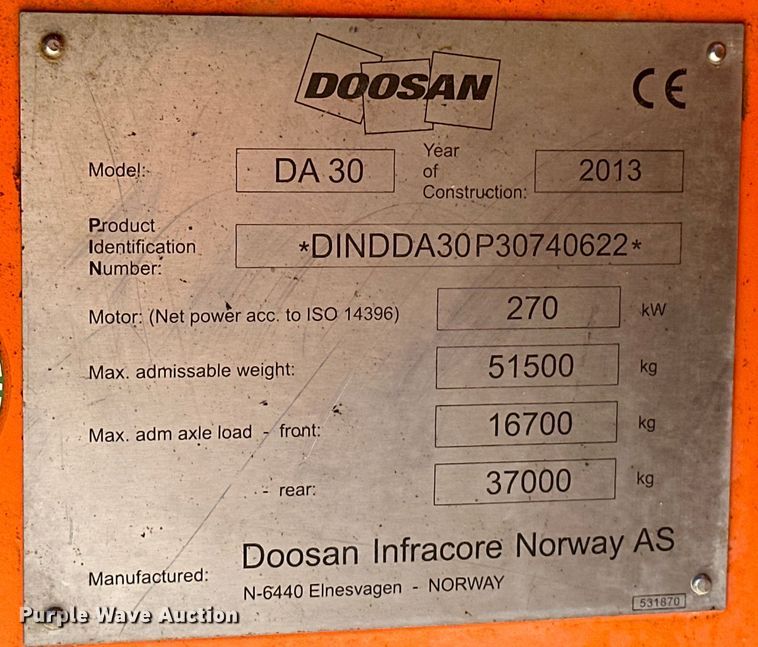 DOOSAN
CE
Model: DA 30 Year of Construction: 2013
Product Identification Number: *DINDDA30P30740622*
Motor: (Net power acc. to ISO 14396) 270 kW
Max. admissable weight: 51500 kg
Max. adm axle load - front: 16700 kg
- rear: 37000 kg
Manufactured: Doosan Infracore Norway AS
N-6440 Elnesvagen - NORWAY
531870
Purple Wave Auction